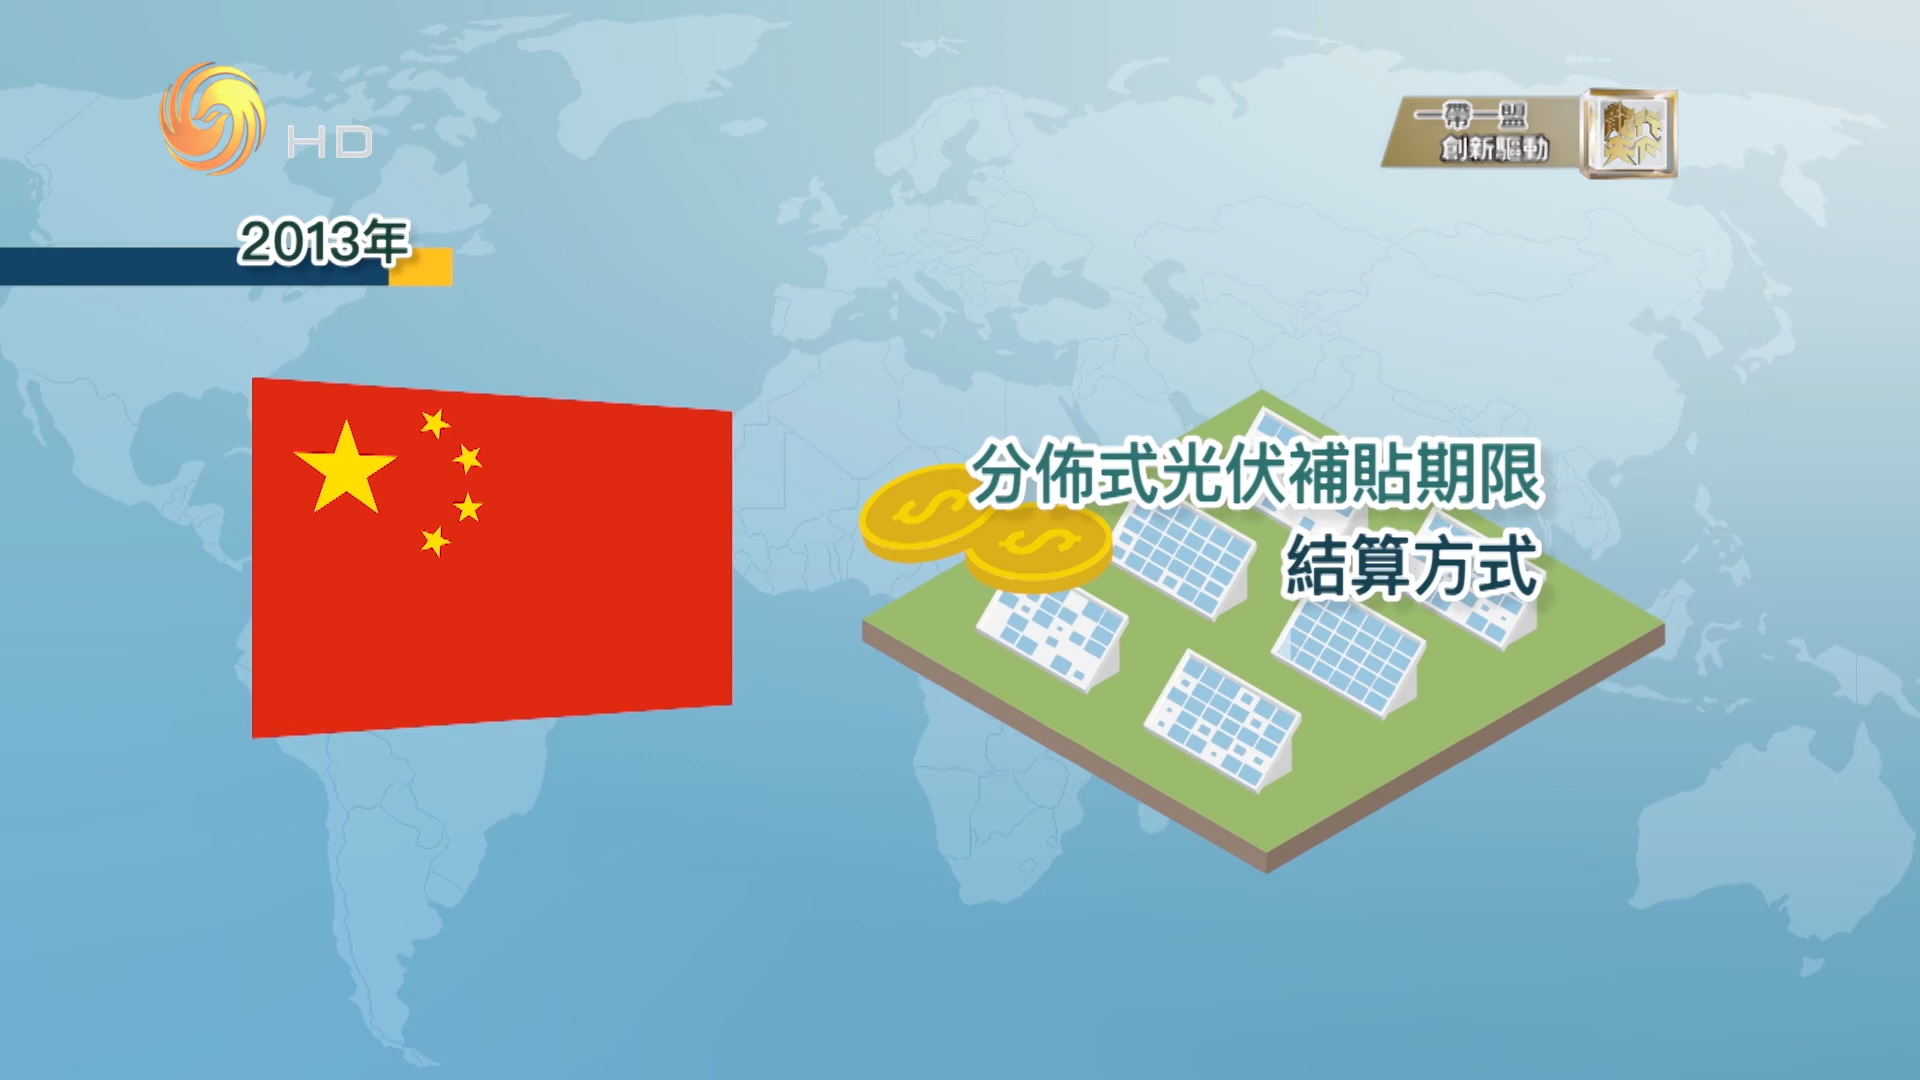 HD
一帶一盟
創新驅動
2013年
分佈式光伏補貼期限
結算方式